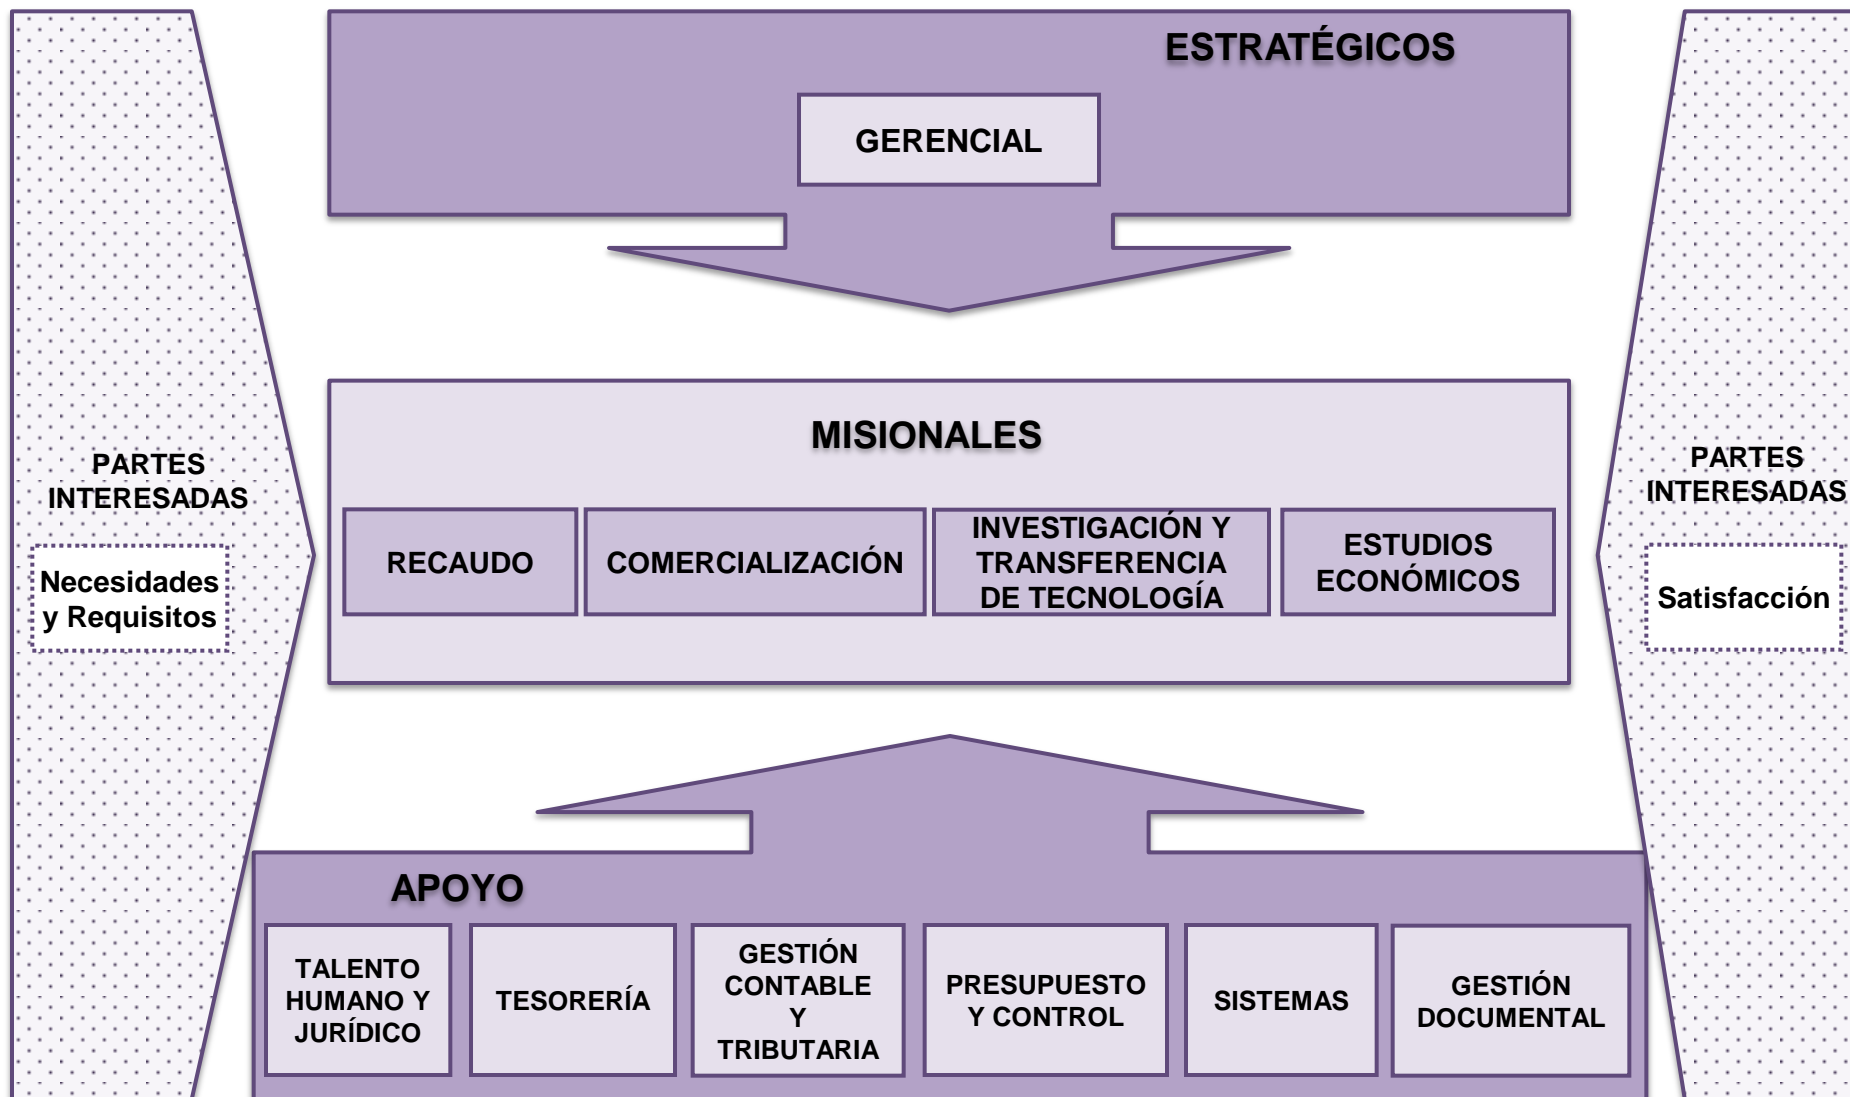 ESTRATÉGICOS
GERENCIAL
PARTES
INTERESADAS
Necesidades
y Requisitos
MISIONALES
RECAUDO
COMERCIALIZACIÓN
INVESTIGACIÓN Y
TRANSFERENCIA
DE TECNOLOGÍA
ESTUDIOS
ECONÓMICOS
PARTES
INTERESADAS
Satisfacción
APOYO
TALENTO
HUMANO Y
JURÍDICO
TESORERÍA
GESTIÓN
CONTABLE
Y
TRIBUTARIA
PRESUPUESTO
Y CONTROL
SISTEMAS
GESTIÓN
DOCUMENTAL